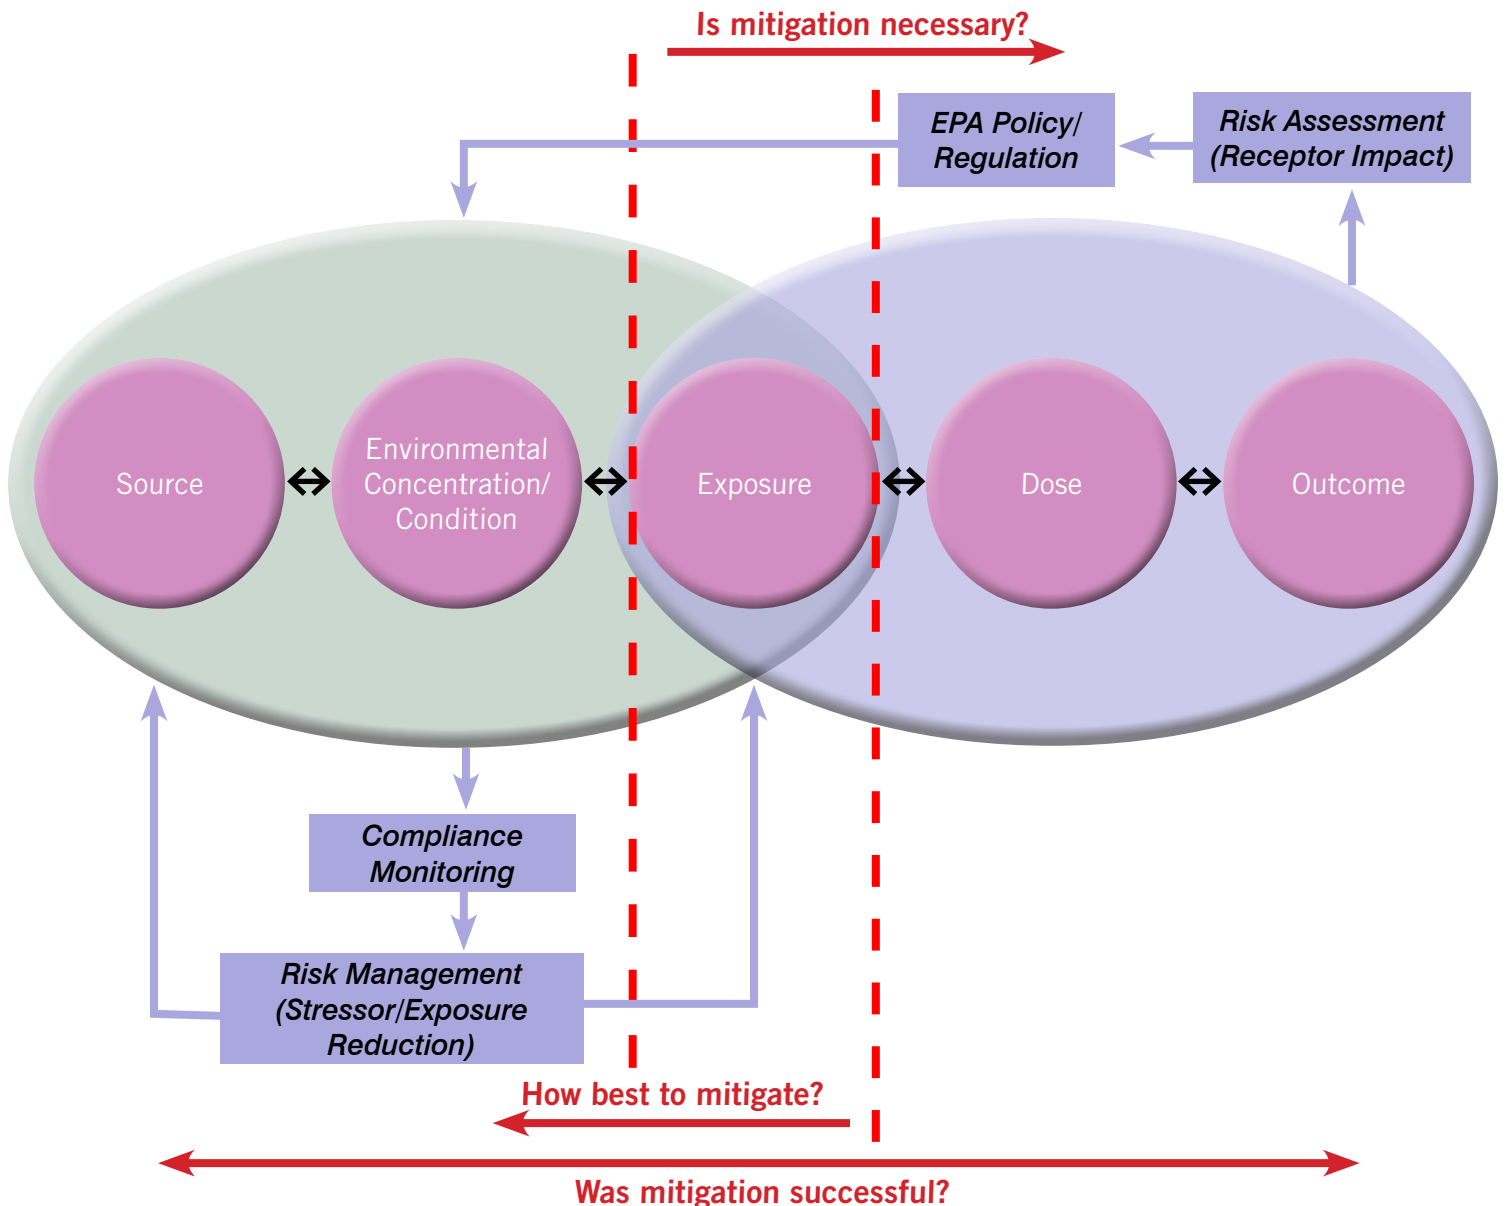 Is mitigation necessary?
EPA Policy/
Regulation
Risk Assessment
(Receptor Impact)
Source
Environmental
Concentration/
Condition
Exposure
Dose
Outcome
Compliance
Monitoring
Risk Management
(Stressor/Exposure
Reduction)
How best to mitigate?
Was mitigation successful?